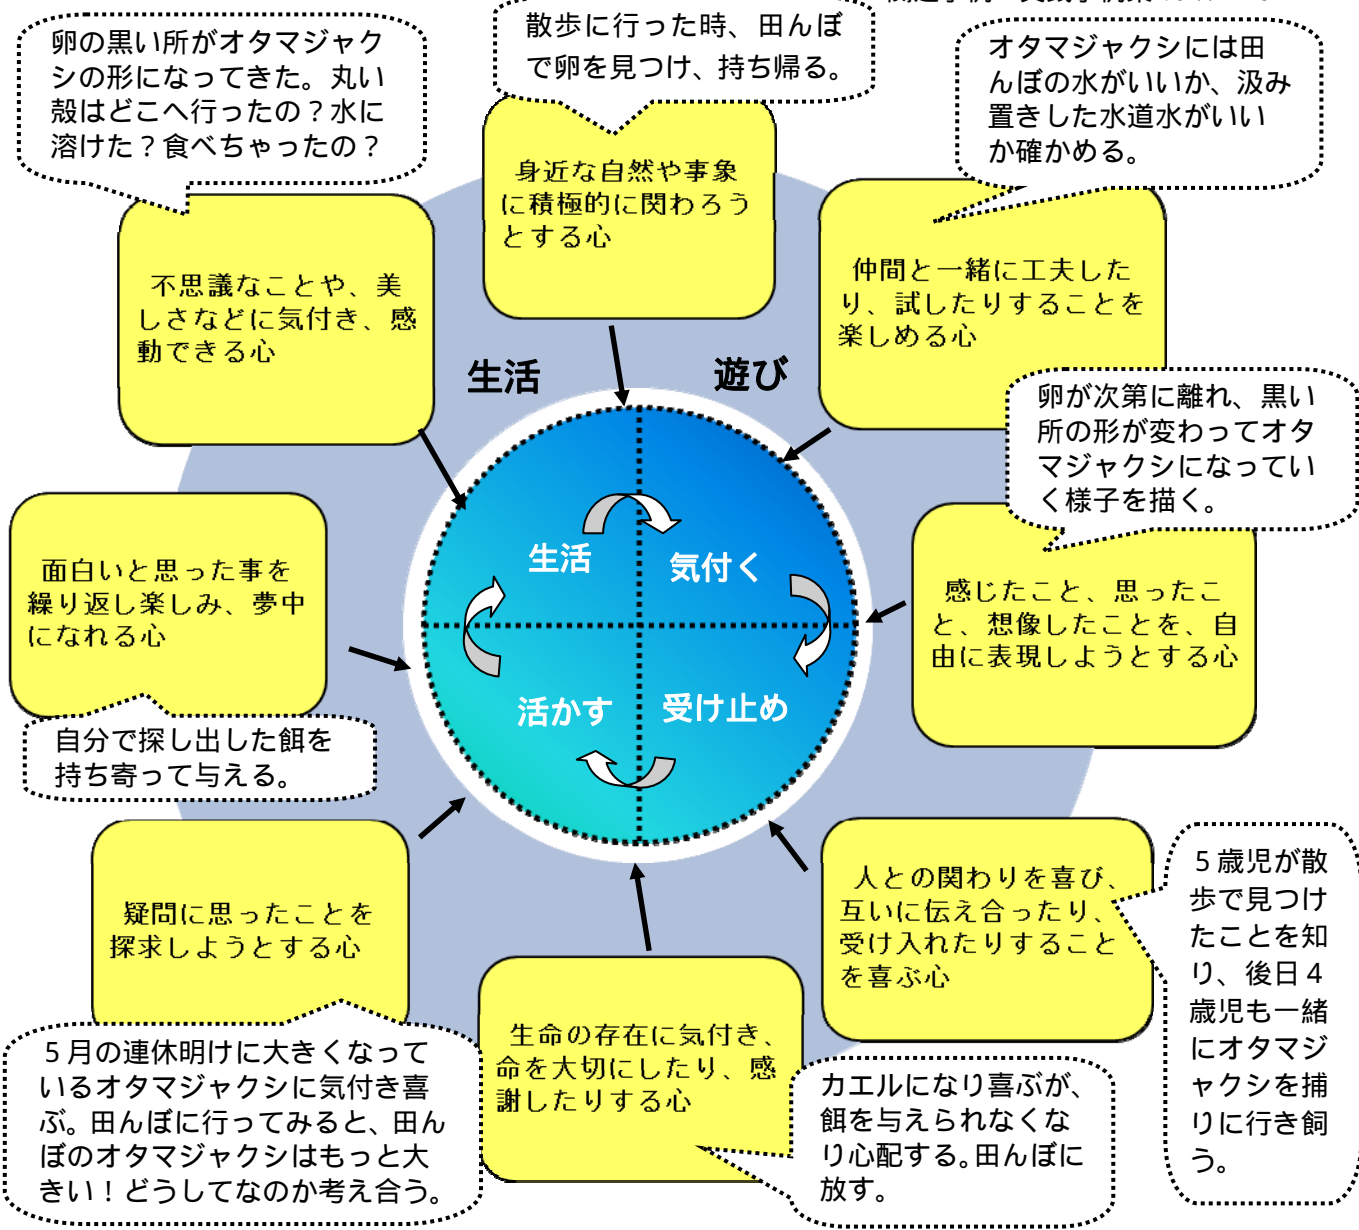 卵の黒い所がオタマジャク
シの形になってきた。丸い
殻はどこへ行ったの？水に
溶けた？食べちゃったの？
散歩に行った時、田んぼ
で卵を見つけ、持ち帰る。
オタマジャクシには田
んぼの水がいいか、汲み
置きした水道水がいい
か確かめる。
身近な自然や事象
に積極的に関わろう
とする心
不思議なことや、美
しさなどに気付き、感
動できる心
仲間と一緒に工夫した
り、試したりすることを
楽しめる心
生活
遊び
卵が次第に離れ、黒い
所の形が変わってオタ
マジャクシになってい
く様子を描く。
面白いと思った事を
繰り返し楽しみ、夢中
になれる心
生活
気付く
活かす
受け止め
感じたこと、思ったこ
と、想像したことを、自
由に表現しようとする心
自分で探し出した餌を
持ち寄って与える。
疑問に思ったことを
探求しようとする心
人との関わりを喜び、
互いに伝え合ったり、
受け入れたりすること
を喜ぶ心
５歳児が散
歩で見つけ
たことを知
り、後日４
歳児も一緒
にオタマジ
ャクシを捕
りに行き飼
う。
５月の連休明けに大きくなって
いるオタマジャクシに気付き喜
ぶ。田んぼに行ってみると、田ん
ぼのオタマジャクシはもっと大
きい！どうしてなのか考え合う。
生命の存在に気付き、
命を大切にしたり、感
謝したりする心
カエルになり喜ぶが、
餌を与えられなくな
り心配する。田んぼに
放す。